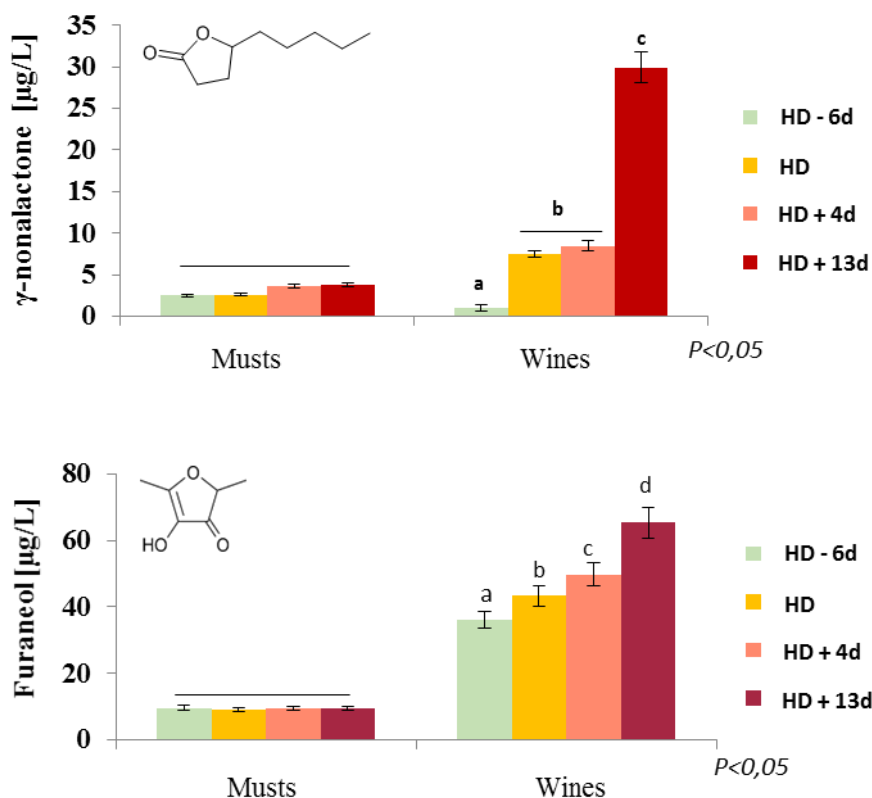 γ-nonalactone [µg/L]
35
30
25
20
15
10
5
0
O
O
a
b
c
Musts
Wines
P<0,05
HD - 6d
HD
HD + 4d
HD + 13d
Furaneol [µg/L]
80
60
40
20
0
O
HO
O
a
b
c
d
Musts
Wines
P<0,05
HD - 6d
HD
HD + 4d
HD + 13d